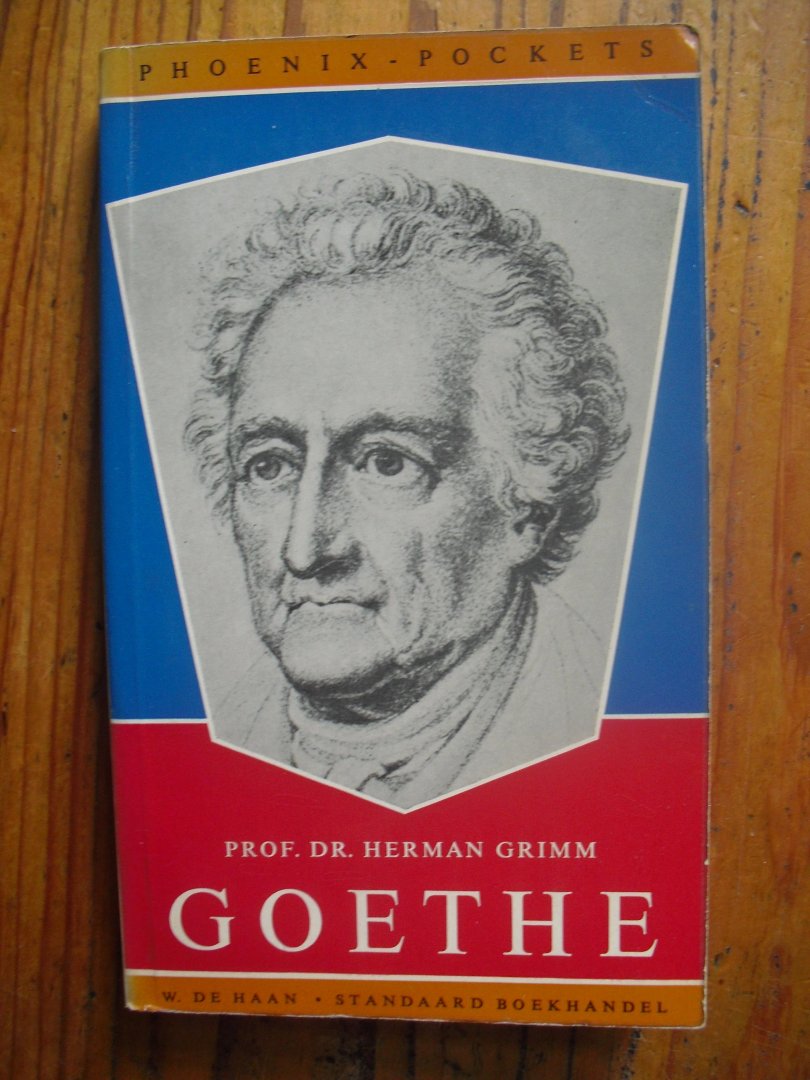 PHOENIX - POCKETS
PROF. DR. HERMAN GRIMM
GOETHE
W. DE HAAN • STANDAARD BOEKHANDEL